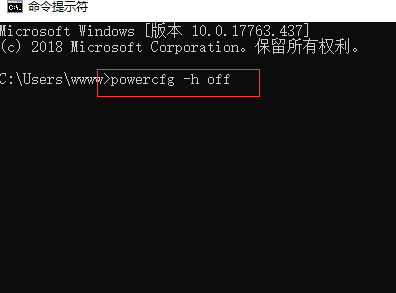 命令提示符
Microsoft Windows [版本 10.0.17763.437]
(c) 2018 Microsoft Corporation。保留所有权利。
C:\Users\www>powercfg -h off